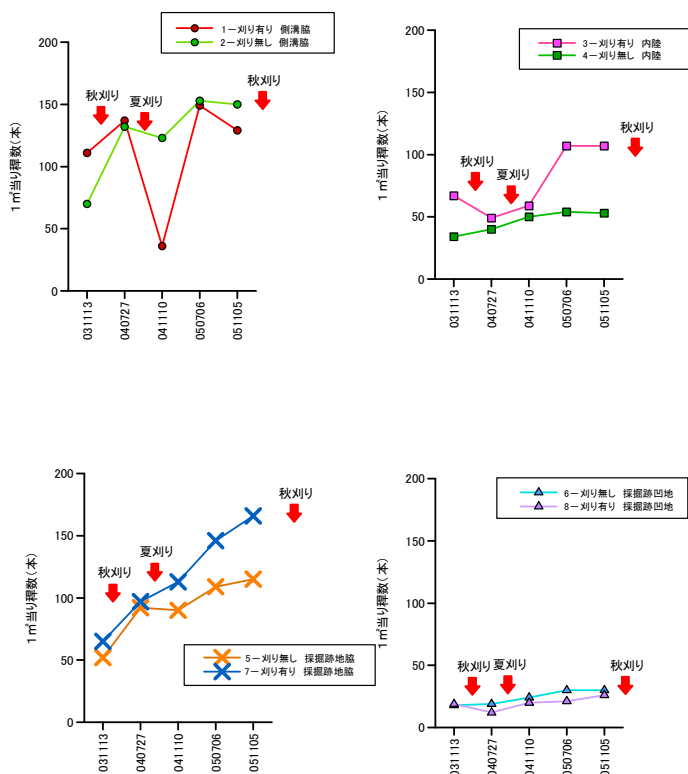 1－刈り有り 側溝脇
2－刈り無し 側溝脇
秋刈り
夏刈り
秋刈り
1㎡当り稈数(本)
200
150
100
50
0
031113
040727
041110
050706
051105
3－刈り有り 内陸
4－刈り無し 内陸
秋刈り
夏刈り
秋刈り
1㎡当り稈数(本)
200
150
100
50
0
031113
040727
041110
050706
051105
秋刈り
夏刈り
秋刈り
1㎡当り稈数(本)
200
150
100
50
0
5－刈り無し 採掘跡地脇
7－刈り有り 採掘跡地脇
031113
040727
041110
050706
051105
6－刈り無し 採掘跡凹地
8－刈り有り 採掘跡凹地
秋刈り
夏刈り
秋刈り
1㎡当り稈数(本)
200
150
100
50
0
031113
040727
041110
050706
051105